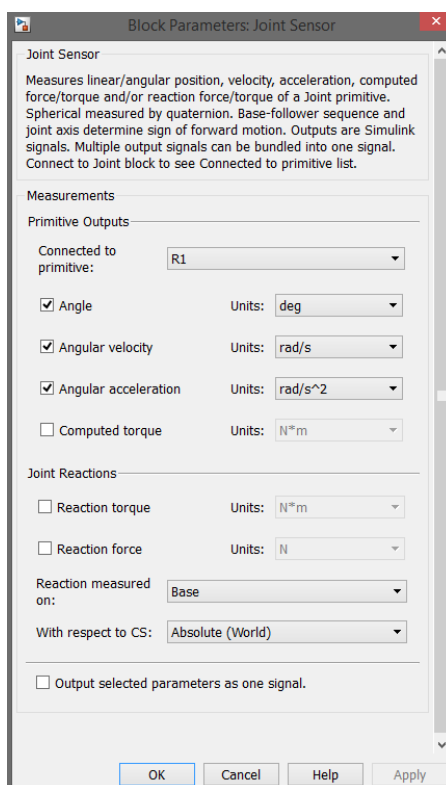 Block Parameters: Joint Sensor
Joint Sensor
Measures linear/angular position, velocity, acceleration, computed
force/torque and/or reaction force/torque of a Joint primitive.
Spherical measured by quaternion. Base-follower sequence and
joint axis determine sign of forward motion. Outputs are Simulink
signals. Multiple output signals can be bundled into one signal.
Connect to Joint block to see Connected to primitive list.
Measurements
Primitive Outputs
Connected to
primitive: R1
Angle Units: deg
Angular velocity Units: rad/s
Angular acceleration Units: rad/s^2
Computed torque Units: N*m
Joint Reactions
Reaction torque Units: N*m
Reaction force Units: N
Reaction measured
on: Base
With respect to CS: Absolute (World)
Output selected parameters as one signal.
OK Cancel Help Apply